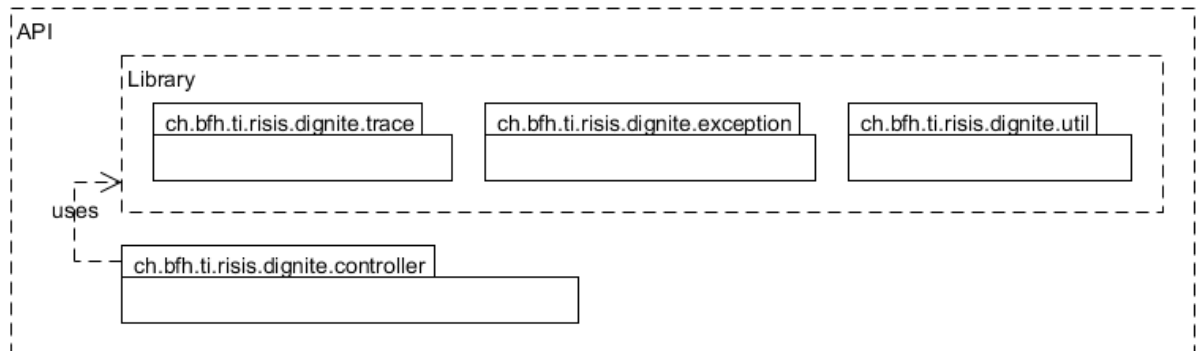 API
Library
ch.bfh.ti.risis.dignite.trace
ch.bfh.ti.risis.dignite.exception
ch.bfh.ti.risis.dignite.util
uses
ch.bfh.ti.risis.dignite.controller